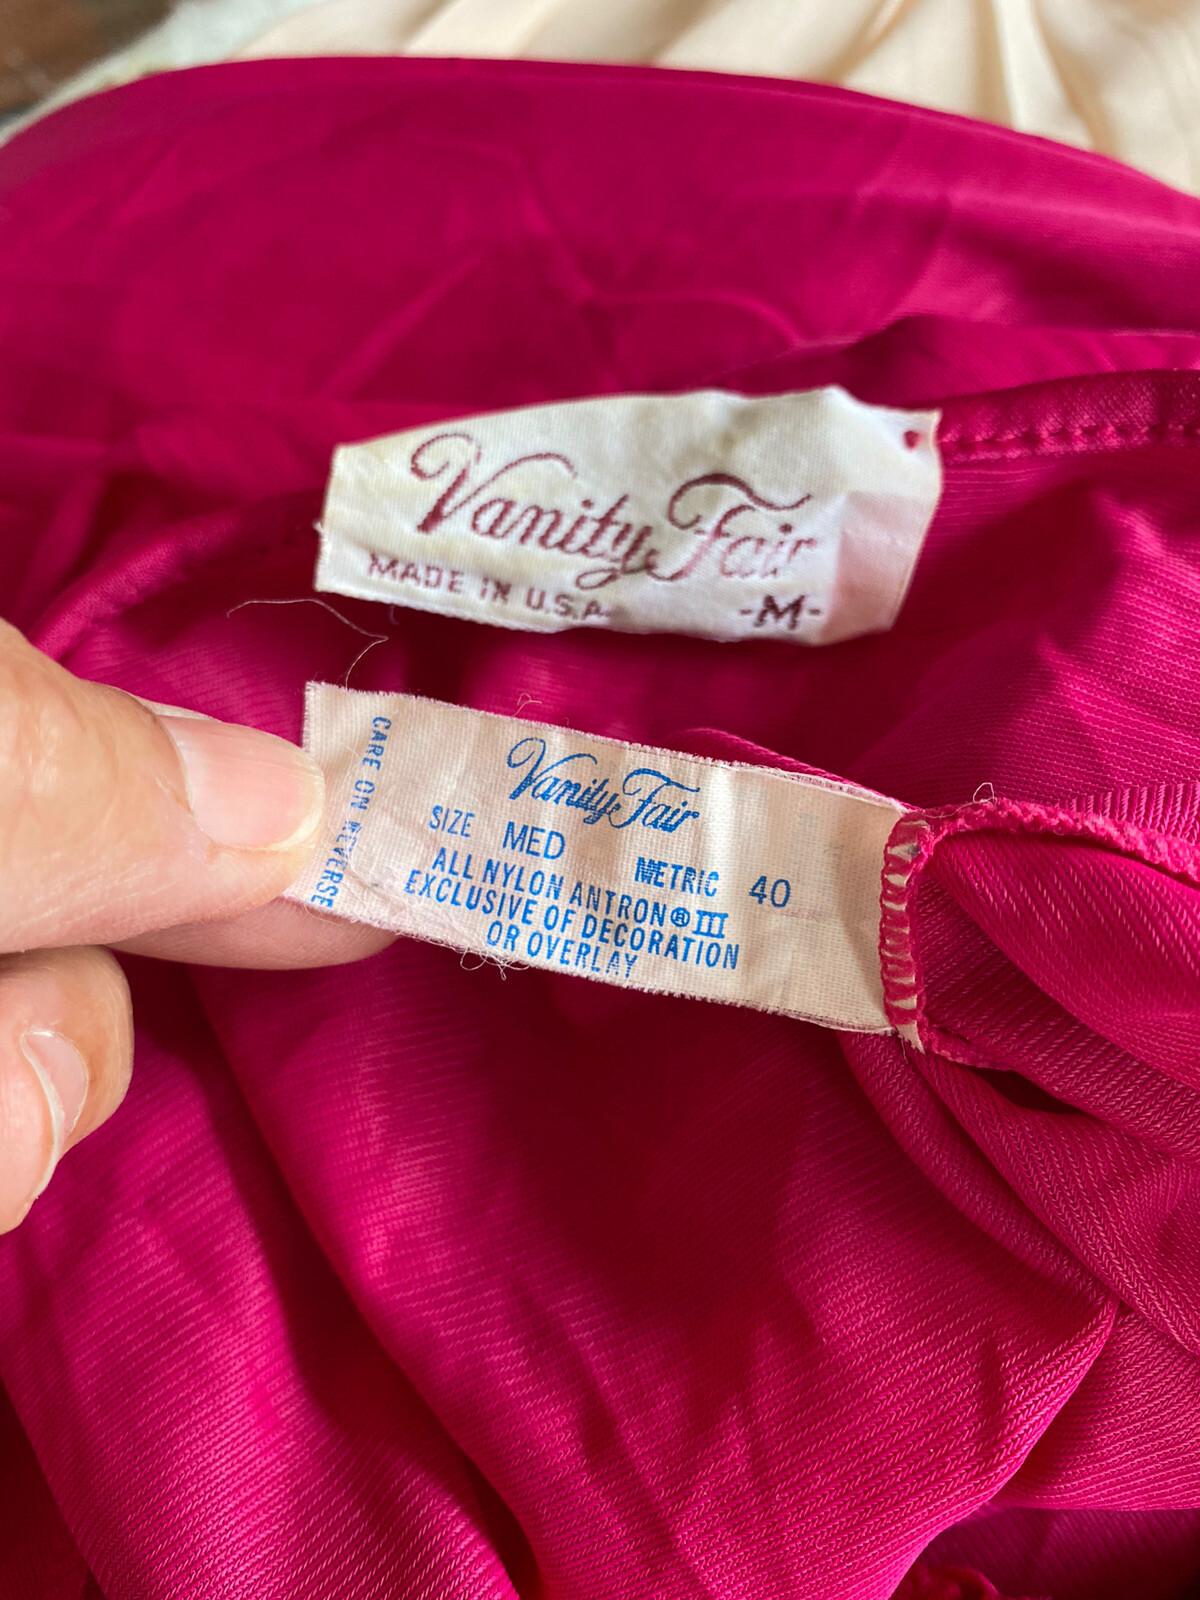 Vanity Fair
MADE IN U.S.A.
-M-
Vanity Fair
SIZE MED
METRIC 40
ALL NYLON ANTRON® III
EXCLUSIVE OF DECORATION
OR OVERLAY
CARE ON REVERSE